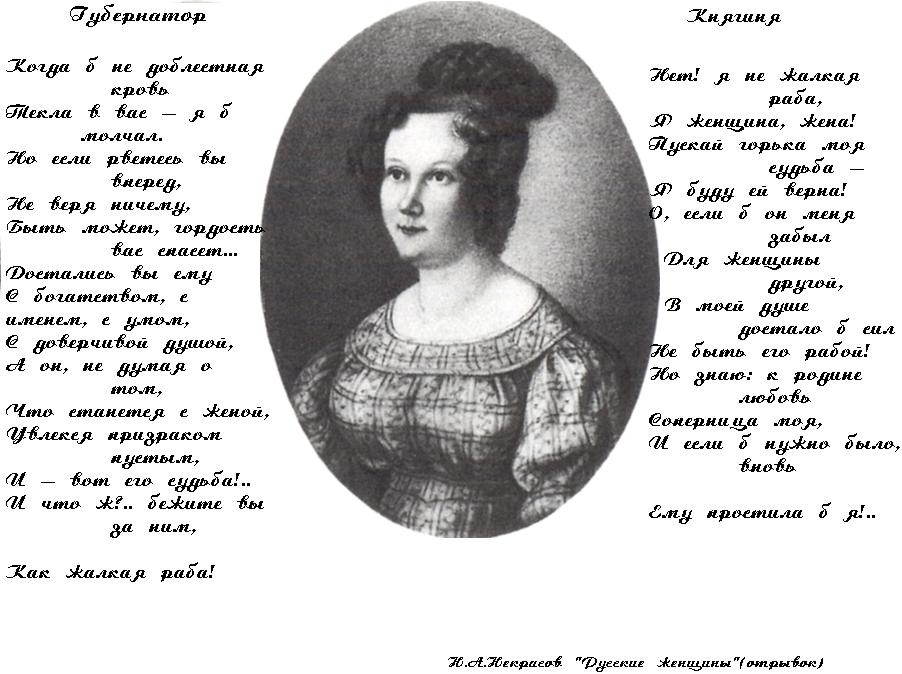 Губернатор
Когда б не доблестная
кровь
Текла в вас — я б
молчал.
Но если рветесь вы
вперед,
Не веря ничему,
Быть может, гордость
вас спасет...
Достались вы ему
С богатством, с
именем, с умом,
С доверчивой душой,
А он, не думая о
том,
Что станется с женой,
Увлекся призраком
пустым,
И — вот его судьба!..
И что ж?.. бежите вы
за ним,
Как жалкая раба!
Княгиня
Нет! я не жалкая
раба,
Я женщина, жена!
Пускай горька моя
судьба —
Я буду ей верна!
О, если б он меня
забыл
Для женщины
другой,
В моей душе
достало б сил
Не быть его рабой!
Но знаю: к родине
любовь
Соперница моя,
И если б нужно было,
вновь
Ему простила б я!..
Н.А.Некрасов "Русские женщины"(отрывок)